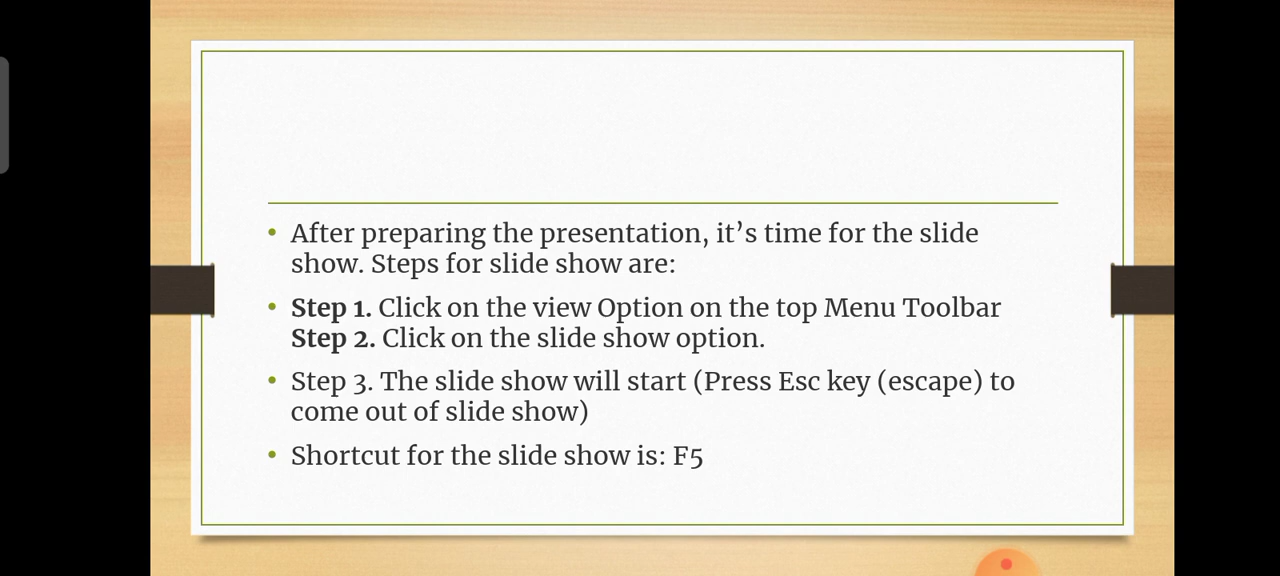 • After preparing the presentation, it’s time for the slide
show. Steps for slide show are:
• Step 1. Click on the view Option on the top Menu Toolbar
Step 2. Click on the slide show option.
• Step 3. The slide show will start (Press Esc key (escape) to
come out of slide show)
• Shortcut for the slide show is: F5